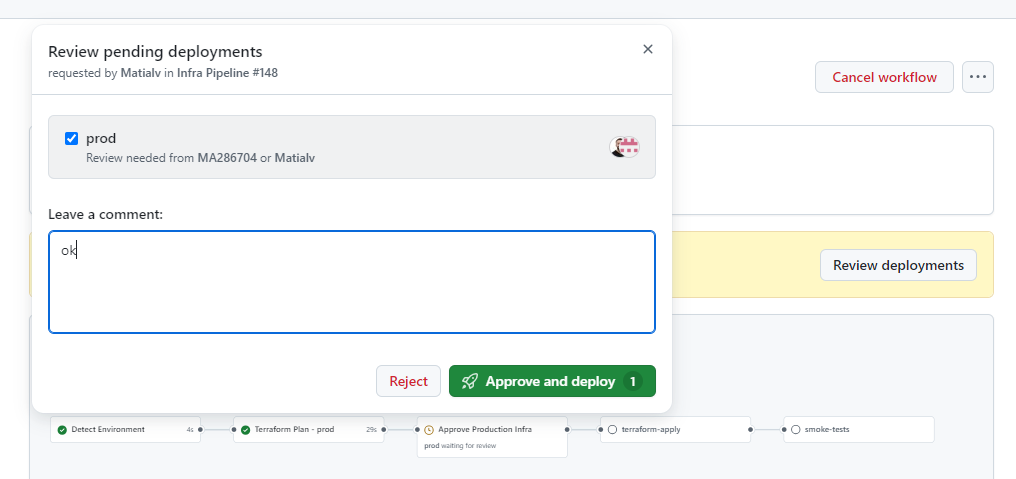 Review pending deployments
requested by Matialv in Infra Pipeline #148
Cancel workflow
prod
Review needed from MA286704 or Matialv
Leave a comment:
ok
Review deployments
Reject
Approve and deploy 1
Detect Environment 4s
Terraform Plan - prod 29s
Approve Production Infra
prod waiting for review
terraform-apply
smoke-tests